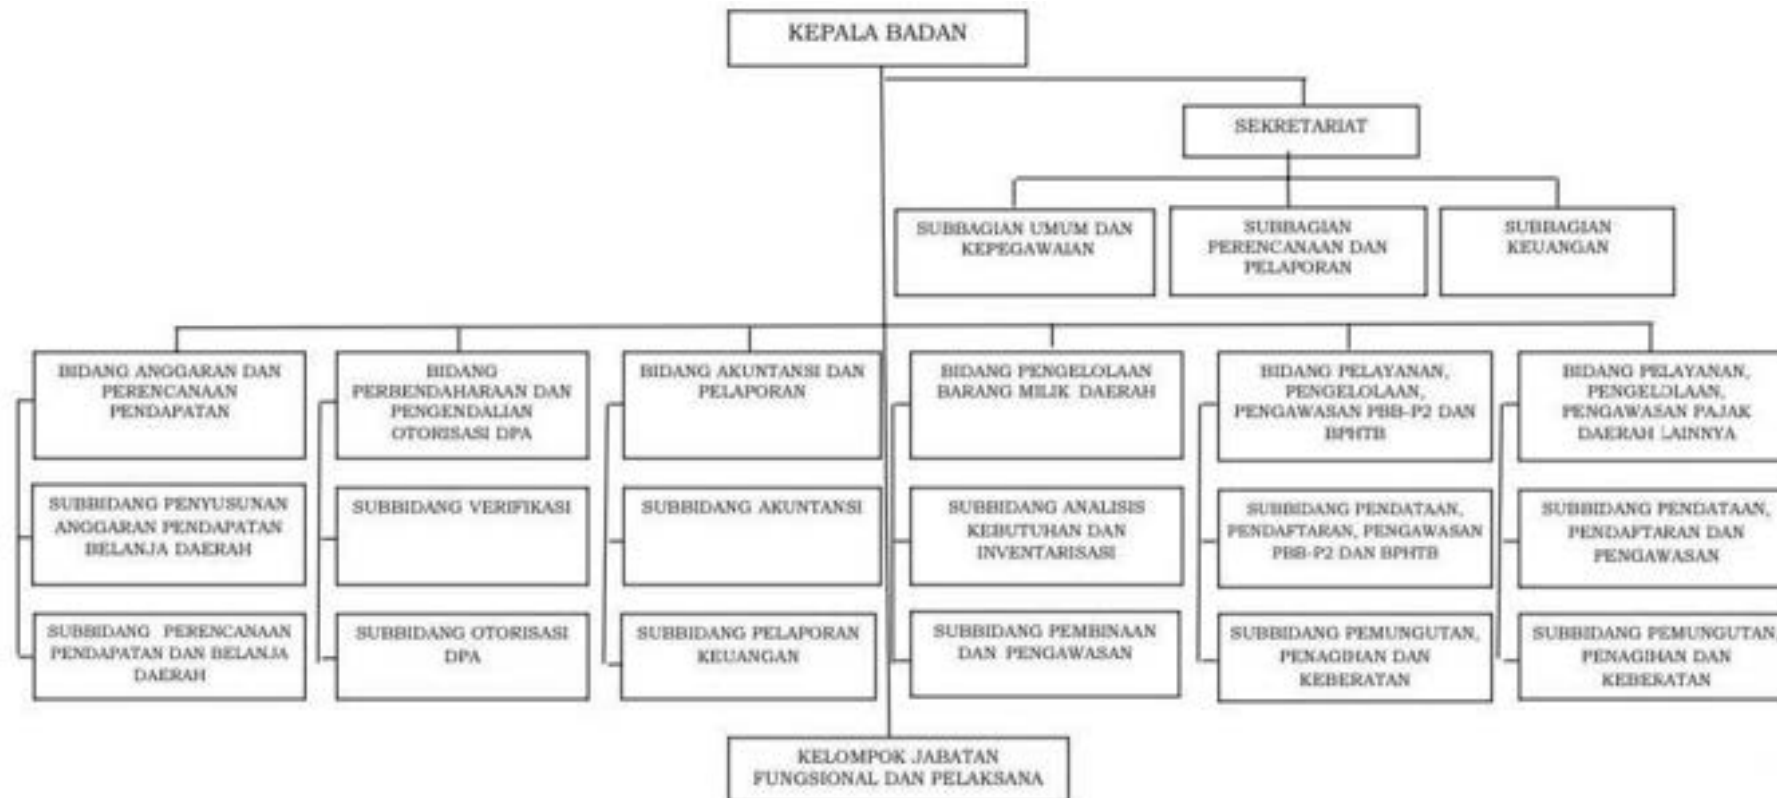 KEPALA BADAN
SEKRETARIAT
SUBBAGIAN UMUM DAN
KEPEGAWAIAN
SUBBAGIAN
PERENCANAAN DAN
PELAPORAN
SUBBAGIAN
KEUANGAN
BIDANG ANGGARAN DAN
PERENCANAAN
PENDAPATAN
BIDANG
PERBENDAHARAAN DAN
PENGENDALIAN
OTORISASI DPA
BIDANG AKUNTANSI DAN
PELAPORAN
BIDANG PENGELOLAAN
BARANG MILIK DAERAH
BIDANG PELAYANAN,
PENGELOLAAN,
PENGAWASAN PBB-P2 DAN
BPHTB
BIDANG PELAYANAN,
PENGELOLAAN,
PENGAWASAN PAJAK
DAERAH LAINNYA
SUBBIDANG PENYUSUNAN
ANGGARAN PENDAPATAN
BELANJA DAERAH
SUBBIDANG VERIFIKASI
SUBBIDANG AKUNTANSI
SUBBIDANG ANALISIS
KEBUTUHAN DAN
INVENTARISASI
SUBBIDANG PENDATAAN,
PENDAFTARAN, PENGAWASAN
PBB-P2 DAN BPHTB
SUBBIDANG PENDATAAN,
PENDAFTARAN DAN
PENGAWASAN
SUBBIDANG PERENCANAAN
PENDAPATAN DAN BELANJA
DAERAH
SUBBIDANG OTORISASI
DPA
SUBBIDANG PELAPORAN
KEUANGAN
SUBBIDANG PEMBINAAN
DAN PENGAWASAN
SUBBIDANG PEMUNGUTAN,
PENAGIHAN DAN
KEBERATAN
SUBBIDANG PEMUNGUTAN,
PENAGIHAN DAN
KEBERATAN
KELOMPOK JABATAN
FUNGSIONAL DAN PELAKSANA